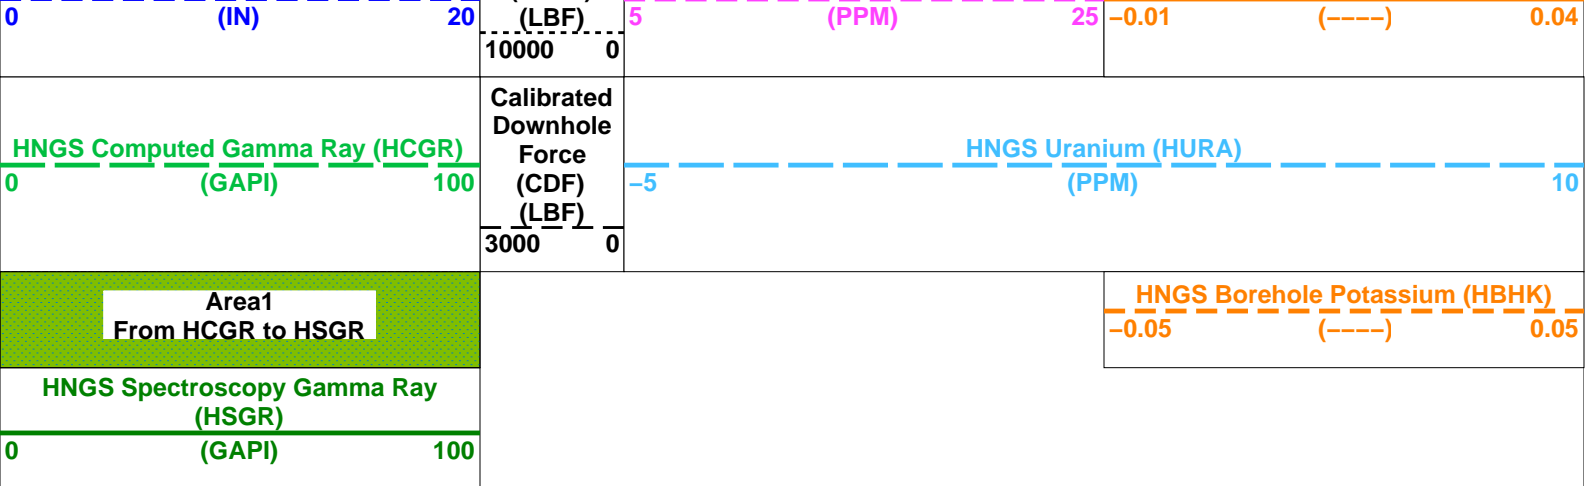 0 (IN) 20
(LBF)
10000 0
5 (PPM) 25
−0.01 (−−−−) 0.04
HNGS Computed Gamma Ray (HCGR)
0 (GAPI) 100
Calibrated
Downhole
Force
(CDF)
(LBF)
3000 0
HNGS Uranium (HURA)
−5 (PPM) 10
Area1
From HCGR to HSGR
HNGS Borehole Potassium (HBHK)
−0.05 (−−−−) 0.05
HNGS Spectroscopy Gamma Ray
(HSGR)
0 (GAPI) 100